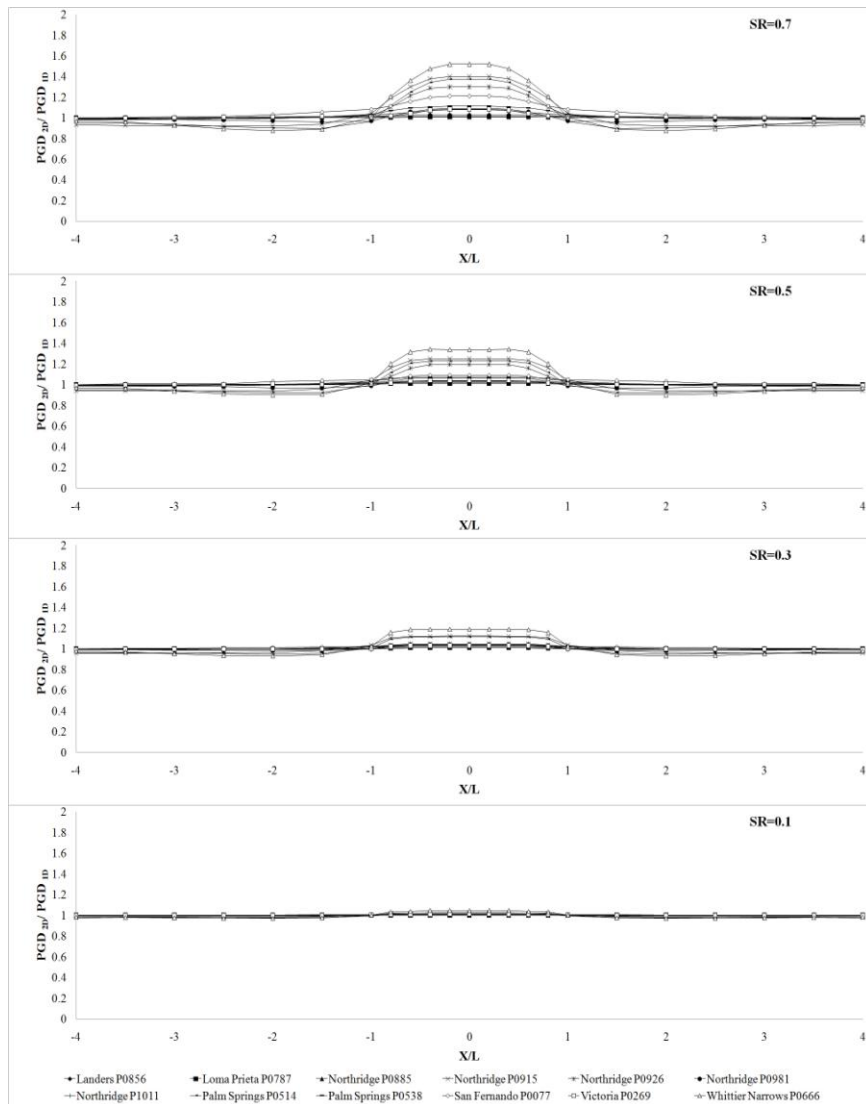 SR=0.7
PGD 2D/ PGD 1D
2
1.8
1.6
1.4
1.2
1
0.8
0.6
0.4
0.2
0
-4 -3 -2 -1 0 1 2 3 4
X/L
SR=0.5
PGD 2D/ PGD 1D
2
1.8
1.6
1.4
1.2
1
0.8
0.6
0.4
0.2
0
-4 -3 -2 -1 0 1 2 3 4
X/L
SR=0.3
PGD 2D/ PGD 1D
2
1.8
1.6
1.4
1.2
1
0.8
0.6
0.4
0.2
0
-4 -3 -2 -1 0 1 2 3 4
X/L
SR=0.1
PGD 2D/ PGD 1D
2
1.8
1.6
1.4
1.2
1
0.8
0.6
0.4
0.2
0
-4 -3 -2 -1 0 1 2 3 4
X/L
Landers P0856 Loma Prieta P0787 Northridge P0885 Northridge P0915 Northridge P0926 Northridge P0981
Northridge P1011 Palm Springs P0514 Palm Springs P0538 San Fernando P0077 Victoria P0269 Whittier Narrows P0666